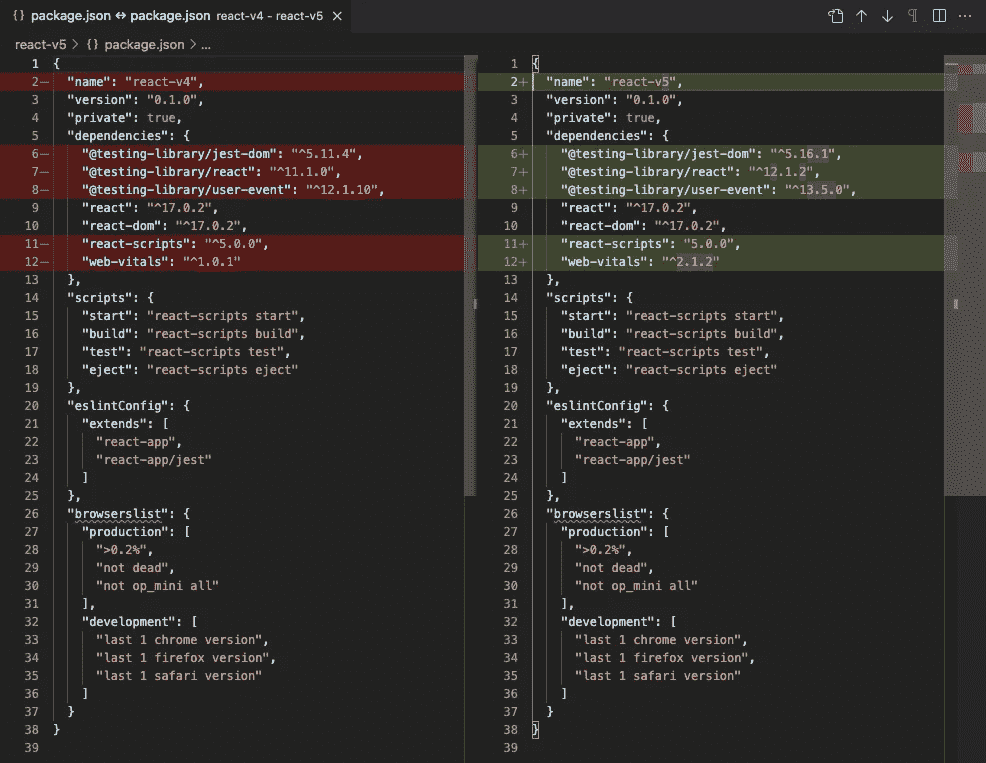 {} package.json ↔ package.json react-v4 - react-v5 ×
react-v5 > {} package.json > ...
1 {
2− "name": "react-v4",
3 "version": "0.1.0",
4 "private": true,
5 "dependencies": {
6− "@testing-library/jest-dom": "^5.11.4",
7− "@testing-library/react": "^11.1.0",
8− "@testing-library/user-event": "^12.1.10",
9 "react": "^17.0.2",
10 "react-dom": "^17.0.2",
11− "react-scripts": "^5.0.0",
12− "web-vitals": "^1.0.1"
13 },
14 "scripts": {
15 "start": "react-scripts start",
16 "build": "react-scripts build",
17 "test": "react-scripts test",
18 "eject": "react-scripts eject"
19 },
20 "eslintConfig": {
21 "extends": [
22 "react-app",
23 "react-app/jest"
24 ]
25 },
26 "browserslist": {
27 "production": [
28 ">0.2%",
29 "not dead",
30 "not op_mini all"
31 ],
32 "development": [
33 "last 1 chrome version",
34 "last 1 firefox version",
35 "last 1 safari version"
36 ]
37 }
38 }
39
1 {
2+ "name": "react-v5",
3 "version": "0.1.0",
4 "private": true,
5 "dependencies": {
6+ "@testing-library/jest-dom": "^5.16.1",
7+ "@testing-library/react": "^12.1.2",
8+ "@testing-library/user-event": "^13.5.0",
9 "react": "^17.0.2",
10 "react-dom": "^17.0.2",
11+ "react-scripts": "5.0.0",
12+ "web-vitals": "^2.1.2"
13 },
14 "scripts": {
15 "start": "react-scripts start",
16 "build": "react-scripts build",
17 "test": "react-scripts test",
18 "eject": "react-scripts eject"
19 },
20 "eslintConfig": {
21 "extends": [
22 "react-app",
23 "react-app/jest"
24 ]
25 },
26 "browserslist": {
27 "production": [
28 ">0.2%",
29 "not dead",
30 "not op_mini all"
31 ],
32 "development": [
33 "last 1 chrome version",
34 "last 1 firefox version",
35 "last 1 safari version"
36 ]
37 }
38 }
39